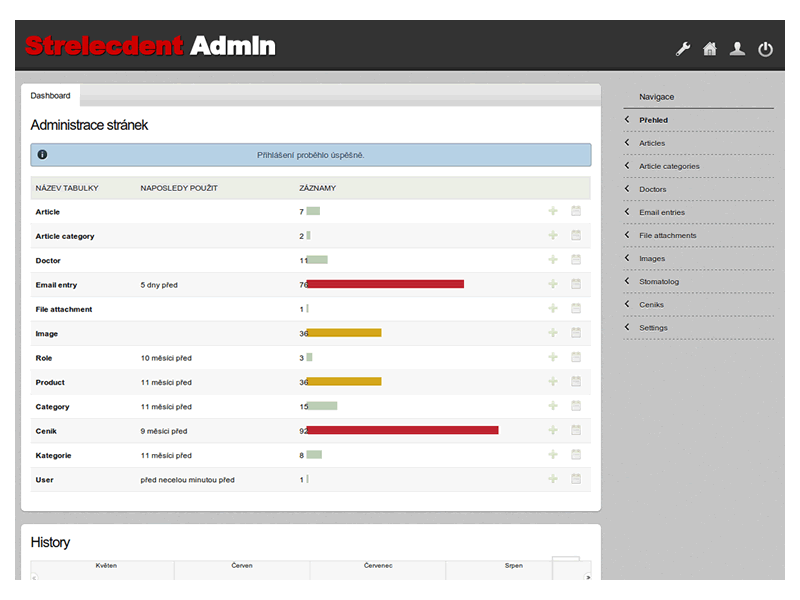 Strelecdent Admin
Dashboard
Administrace stránek
Přihlášení proběhlo úspěšně.
NÁZEV TABULKY NAPOSLEDY POUŽIT ZÁZNAMY
Article 7
Article category 2
Doctor 11
Email entry 5 dny před 76
File attachment 1
Image 36
Role 10 měsíci před 3
Product 11 měsíci před 36
Category 11 měsíci před 15
Ceník 9 měsíci před 92
Kategorie 11 měsíci před 8
User před necelou minutou před 1
History
Květen Červen Červenec Srpen
Navigace
Přehled
Articles
Article categories
Doctors
Email entries
File attachments
Images
Stomatolog
Ceniks
Settings